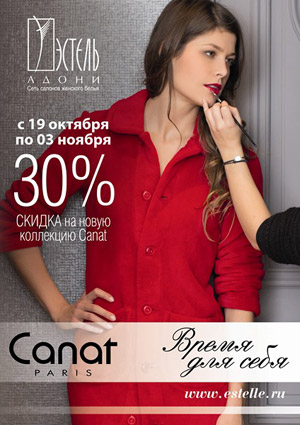 ЭСТЕЛЬ
АДОНИ
Сеть салонов женского белья
с 19 октября
по 03 ноября
30%
СКИДКА на новую
коллекцию Canat
Canat
PARIS
Время
для себя
www.estelle.ru